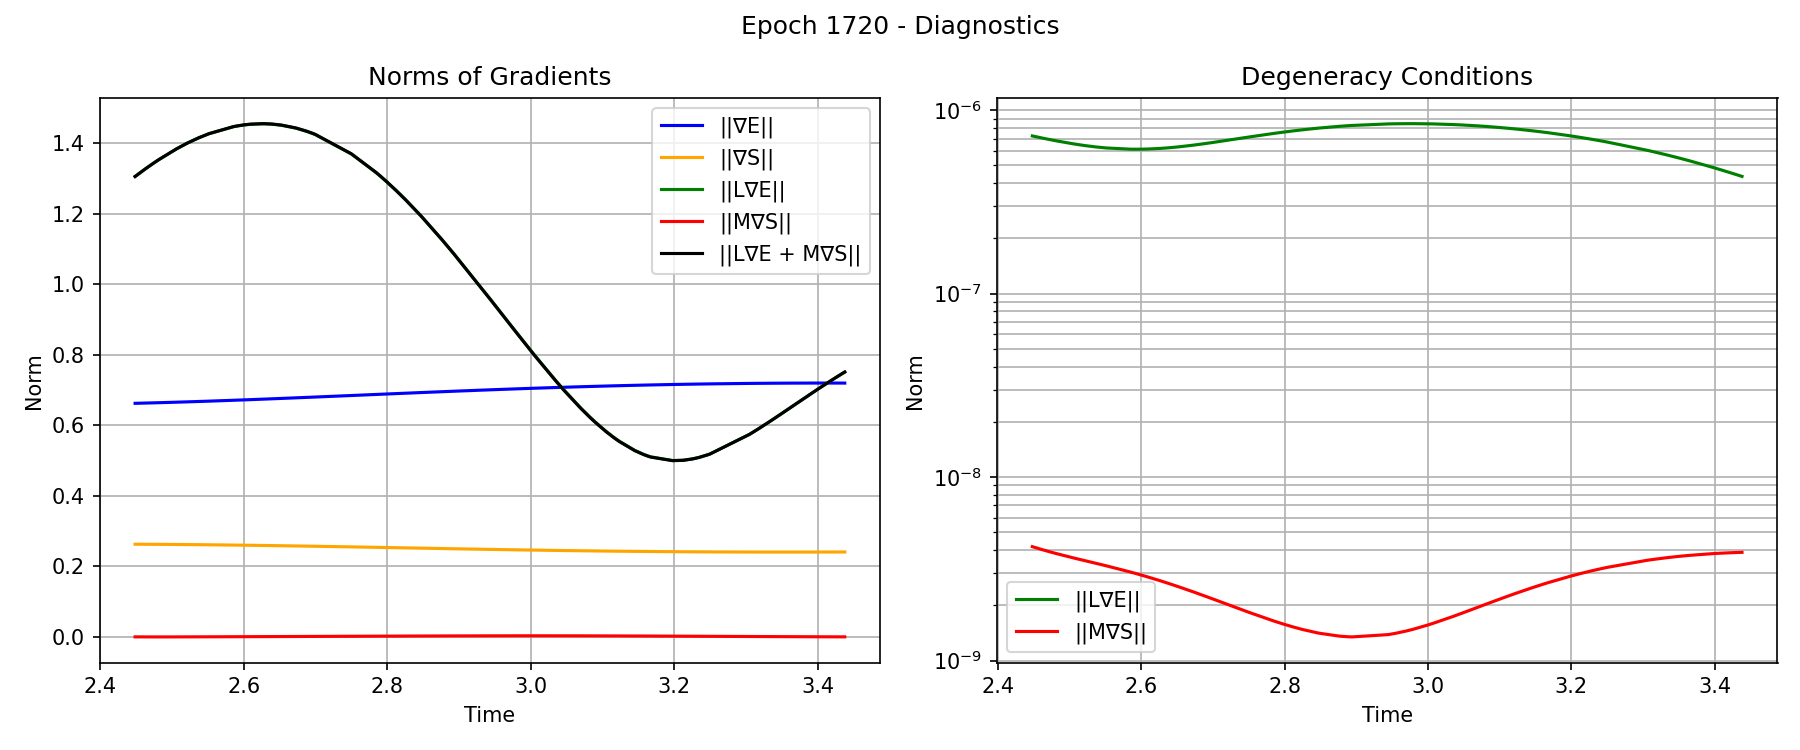 Epoch 1720 - Diagnostics
Norms of Gradients
Norm
1.4
1.2
1.0
0.8
0.6
0.4
0.2
0.0
||∇E||
||∇S||
||L∇E||
||M∇S||
||L∇E + M∇S||
2.4 2.6 2.8 3.0 3.2 3.4
Time
Degeneracy Conditions
Norm
10⁻⁶
10⁻⁷
10⁻⁸
10⁻⁹
||L∇E||
||M∇S||
2.4 2.6 2.8 3.0 3.2 3.4
Time